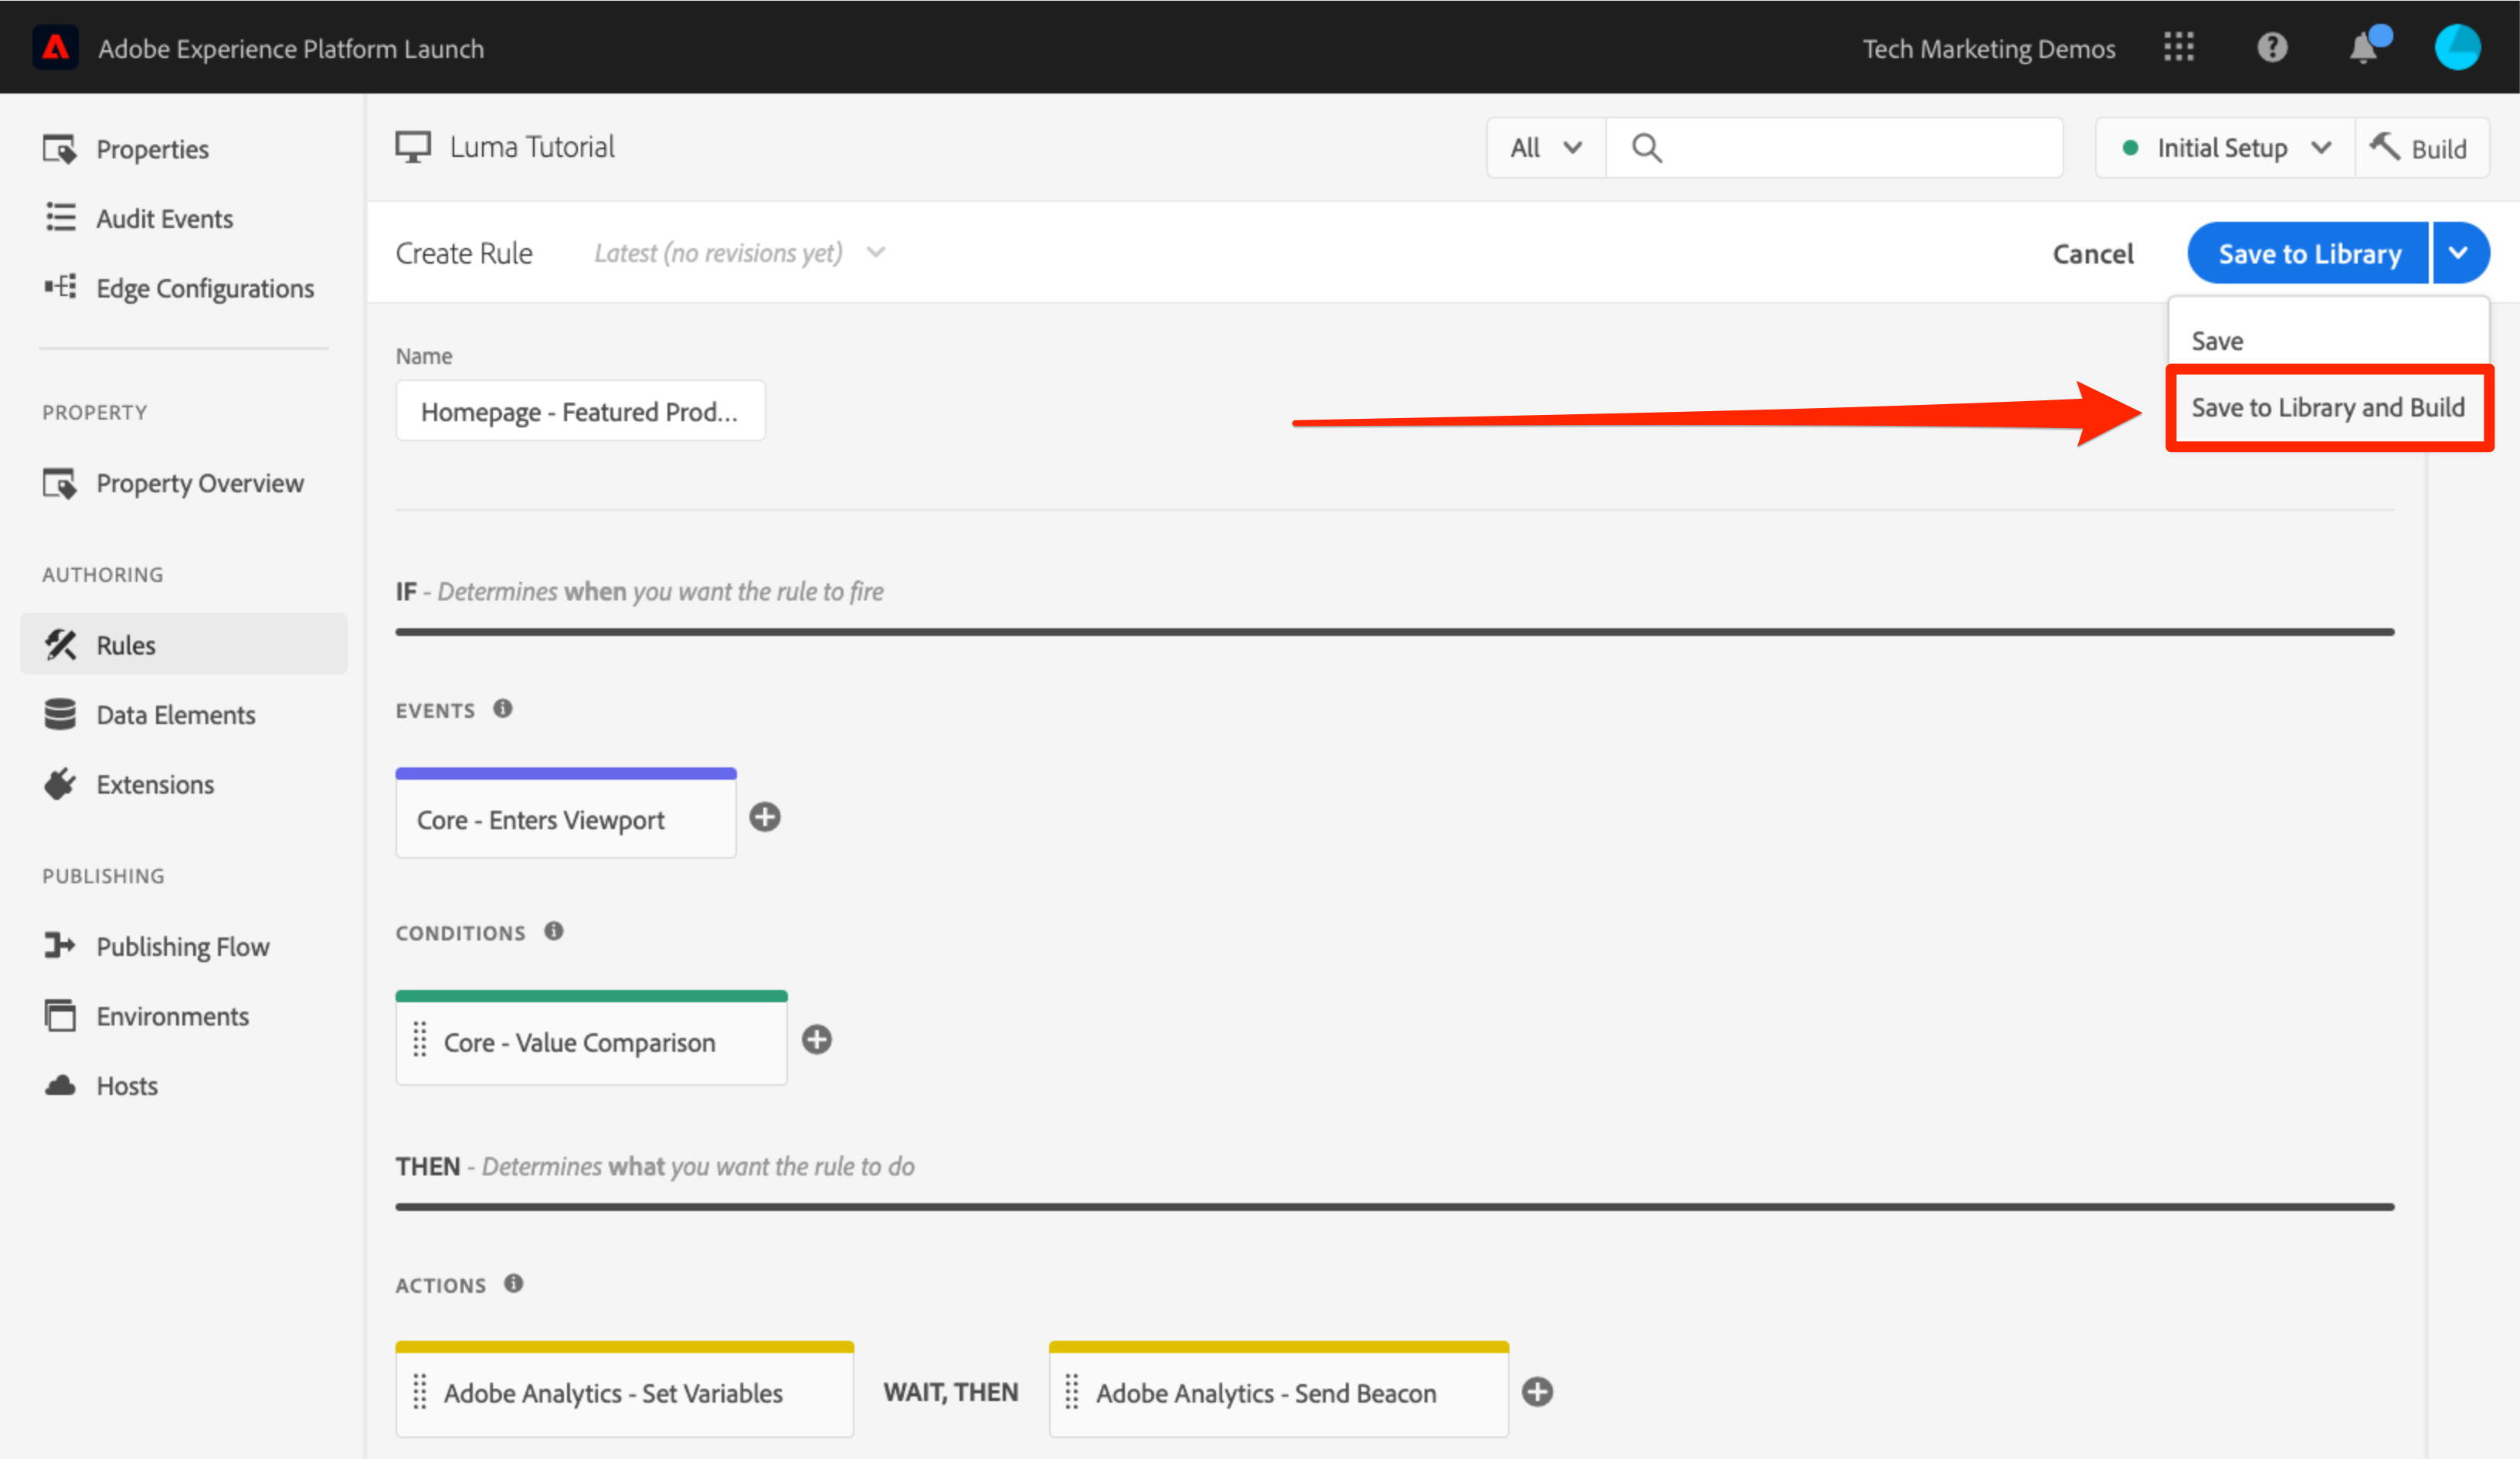 Adobe Experience Platform Launch
Tech Marketing Demos
Properties
Audit Events
Edge Configurations
PROPERTY
Property Overview
AUTHORING
Rules
Data Elements
Extensions
PUBLISHING
Publishing Flow
Environments
Hosts
Luma Tutorial
All
Initial Setup
Build
Create Rule
Latest (no revisions yet)
Cancel
Save to Library
Save
Save to Library and Build
Name
Homepage - Featured Prod...
IF - Determines when you want the rule to fire
EVENTS
Core - Enters Viewport
CONDITIONS
Core - Value Comparison
THEN - Determines what you want the rule to do
ACTIONS
Adobe Analytics - Set Variables
WAIT, THEN
Adobe Analytics - Send Beacon